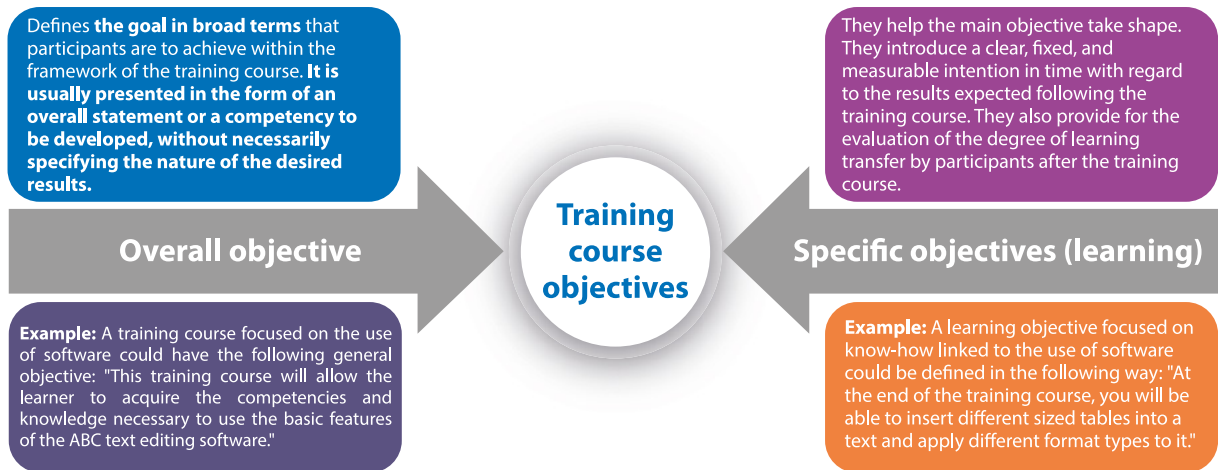 Defines the goal in broad terms that
participants are to achieve within the
framework of the training course. It is
usually presented in the form of an
overall statement or a competency to
be developed, without necessarily
specifying the nature of the desired
results.
Overall objective
Example: A training course focused on the use
of software could have the following general
objective: "This training course will allow the
learner to acquire the competencies and
knowledge necessary to use the basic features
of the ABC text editing software."
Training
course
objectives
They help the main objective take shape.
They introduce a clear, fixed, and
measurable intention in time with regard
to the results expected following the
training course. They also provide for the
evaluation of the degree of learning
transfer by participants after the training
course.
Specific objectives (learning)
Example: A learning objective focused on
know-how linked to the use of software
could be defined in the following way: "At
the end of the training course, you will be
able to insert different sized tables into a
text and apply different format types to it."